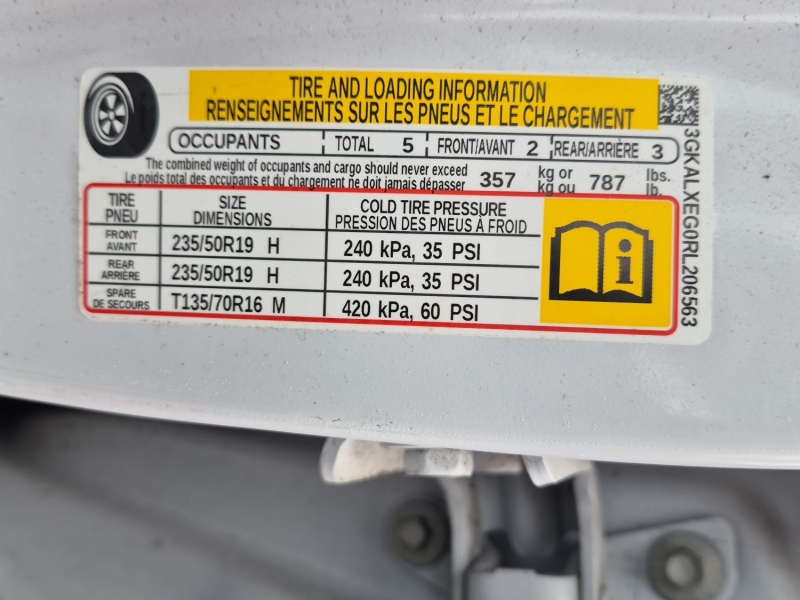 TIRE AND LOADING INFORMATION
RENSEIGNEMENTS SUR LES PNEUS ET LE CHARGEMENT
OCCUPANTS TOTAL 5 FRONT/AVANT 2 REAR/ARRIÈRE 3
The combined weight of occupants and cargo should never exceed
Le poids total des occupants et du chargement ne doit jamais dépasser
357 kg or 787 lbs.
kg ou lb.
TIRE SIZE COLD TIRE PRESSURE
PNEU DIMENSIONS PRESSION DES PNEUS À FROID
FRONT
AVANT 235/50R19 H 240 kPa, 35 PSI
REAR
ARRIÈRE 235/50R19 H 240 kPa, 35 PSI
SPARE
DE SECOURS T135/70R16 M 420 kPa, 60 PSI
i
3GKALXEG0RL206563